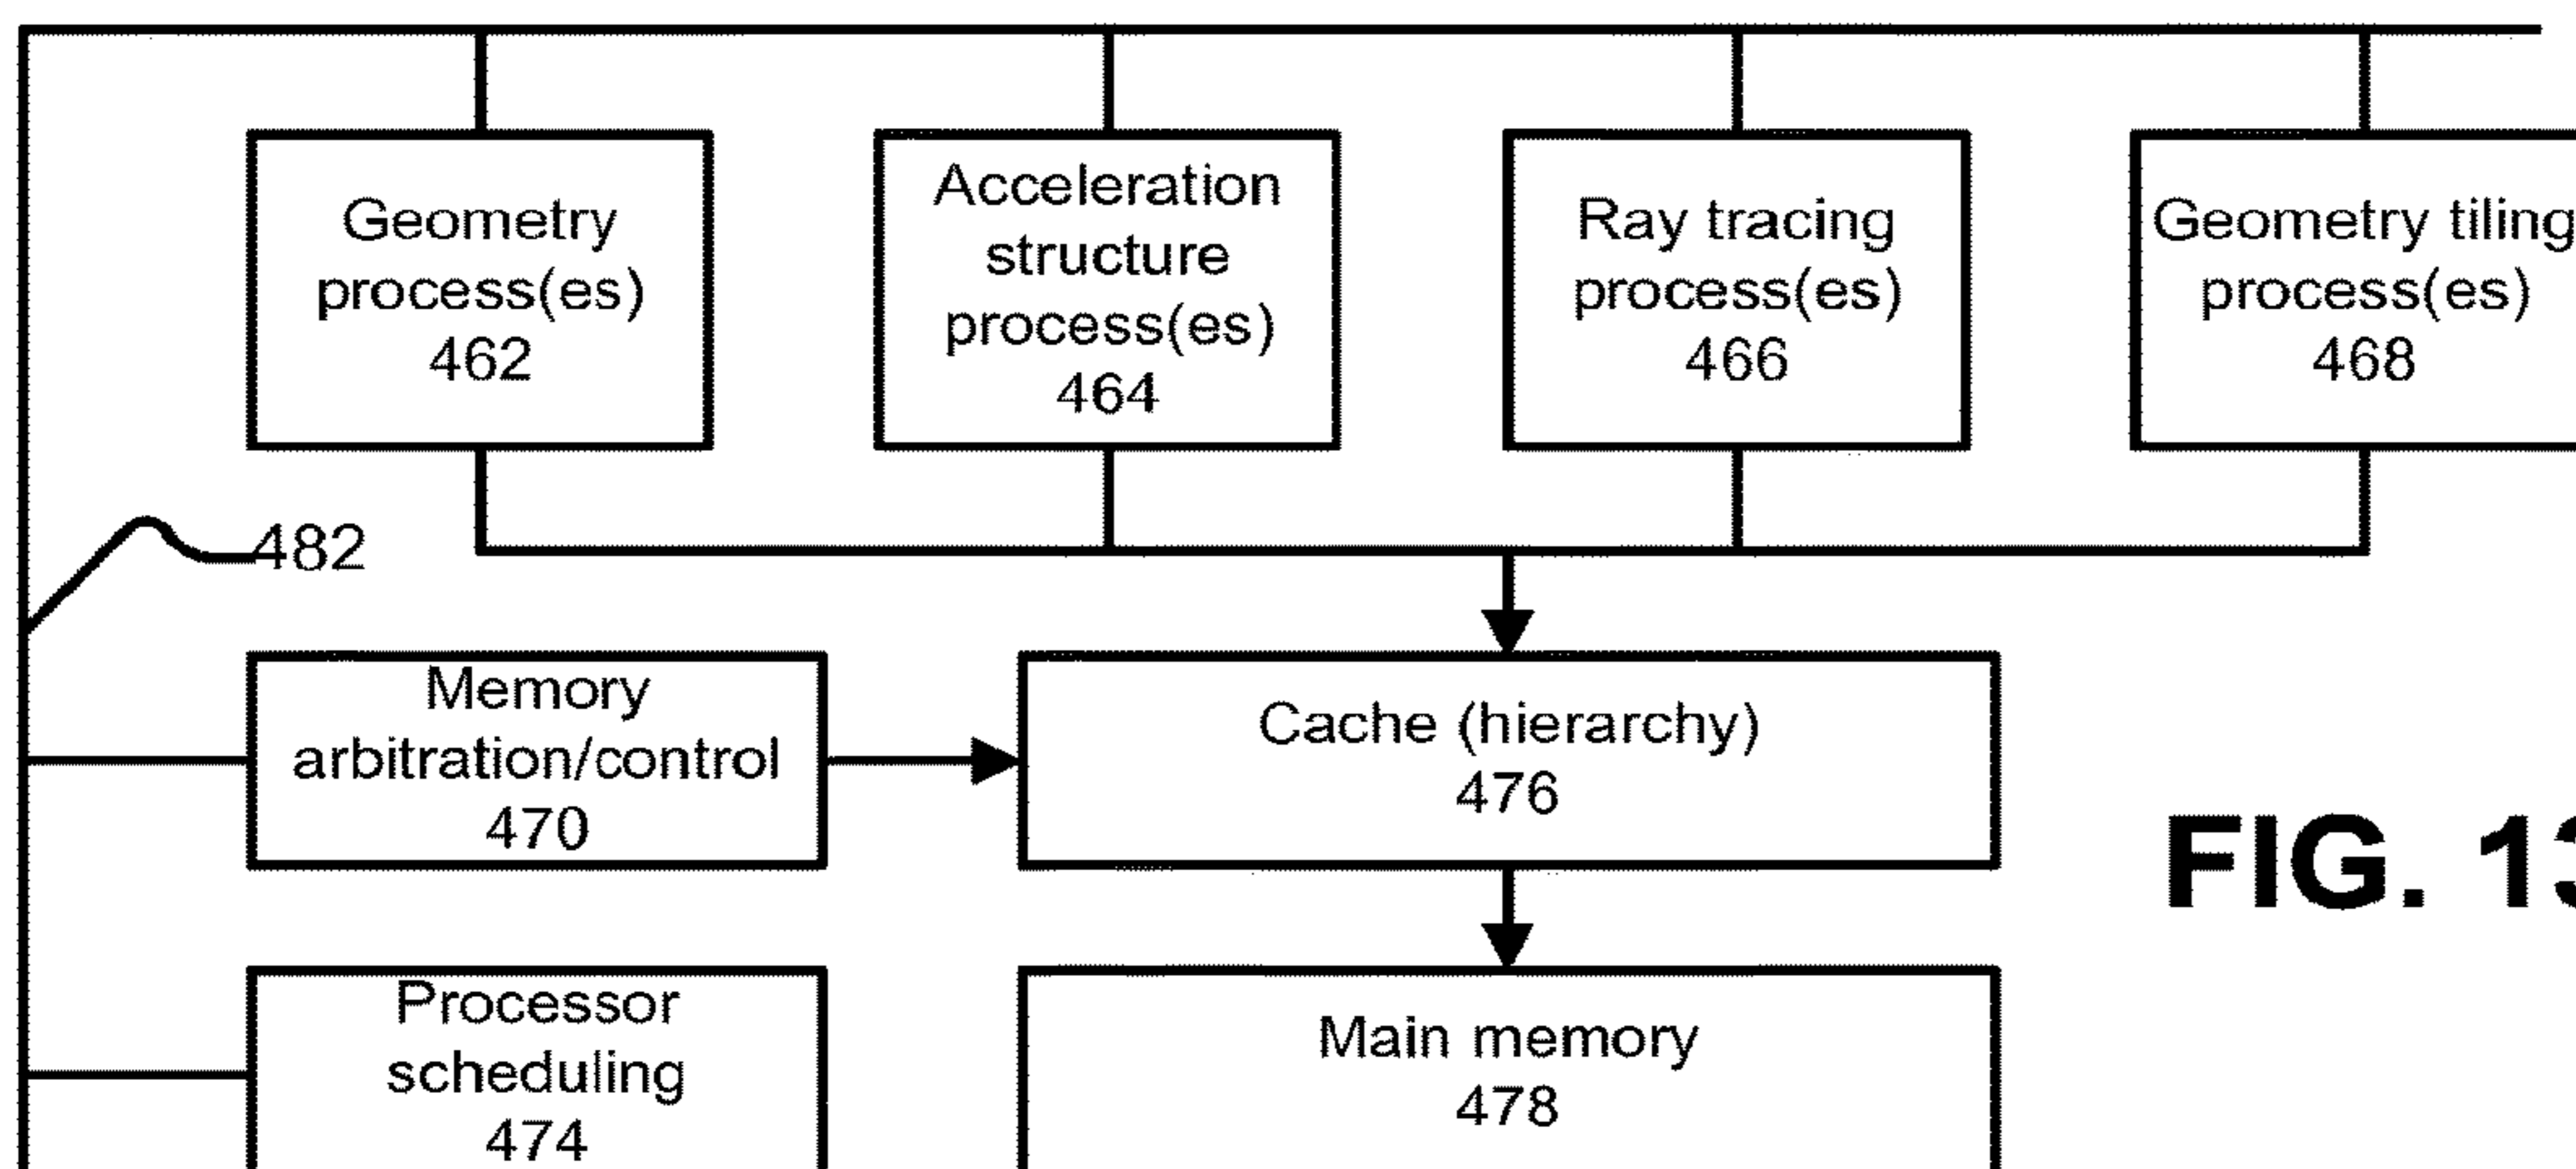 Geometry
process(es)
462
Acceleration
structure
process(es)
464
Ray tracing
process(es)
466
Geometry tiling
process(es)
468
482
Memory
arbitration/control
470
Cache (hierarchy)
476
FIG. 13
Processor
scheduling
474
Main memory
478